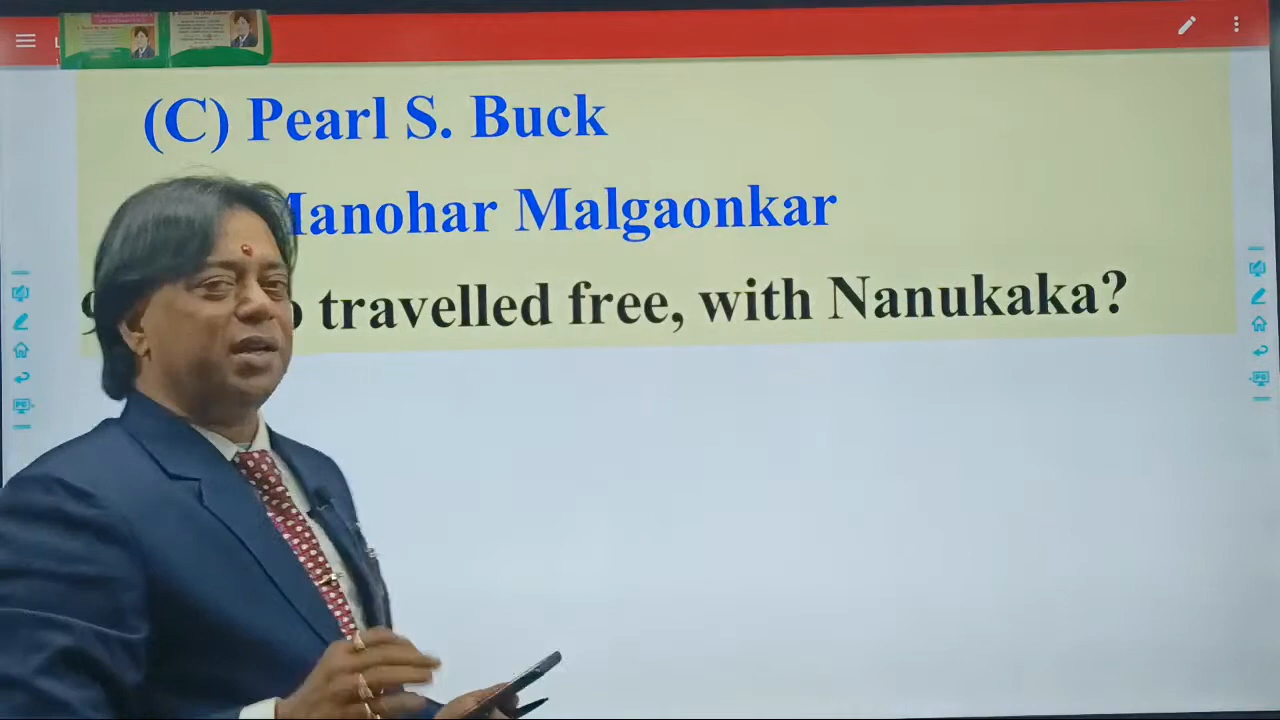 (C) Pearl S. Buck
Manohar Malgaonkar
travelled free, with Nanukaka?